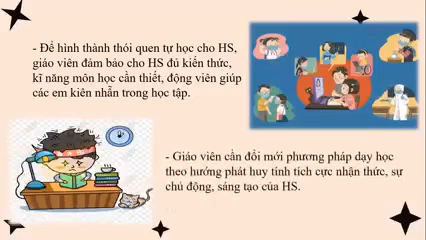 - Để hình thành thói quen tự học cho HS,
giáo viên đảm bảo cho HS đủ kiến thức,
kĩ năng môn học cần thiết, động viên giúp
các em kiên nhẫn trong học tập.
- Giáo viên cần đổi mới phương pháp dạy học
theo hướng phát huy tính tích cực nhận thức, sự
chủ động, sáng tạo của HS.